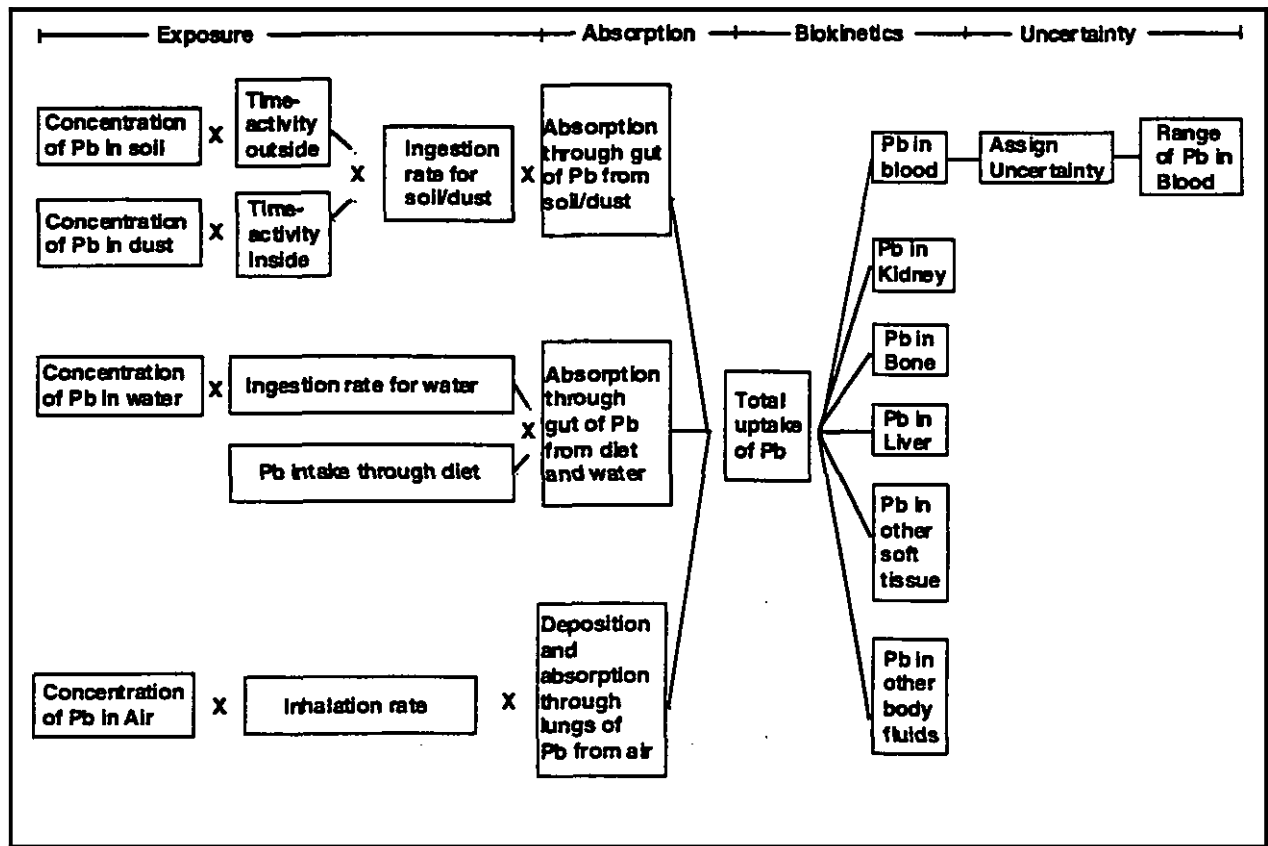 Exposure Absorption Biokinetics Uncertainty
Concentration
of Pb in soil
X
Time-
activity
outside
Concentration
of Pb in dust
X
Time-
activity
inside
X
Ingestion
rate for
soil/dust
X
Absorption
through gut
of Pb from
soil/dust
Concentration
of Pb in water
X
Ingestion rate for water
Pb intake through diet
X
Absorption
through
gut of Pb
from diet
and water
Concentration
of Pb in Air
X
Inhalation rate
X
Deposition
and
absorption
through
lungs of
Pb from air
Total
uptake
of Pb
Pb in
blood
Assign
Uncertainty
Range
of Pb in
Blood
Pb in
Kidney
Pb in
Bone
Pb in
Liver
Pb in
other
soft
tissue
Pb in
other
body
fluids